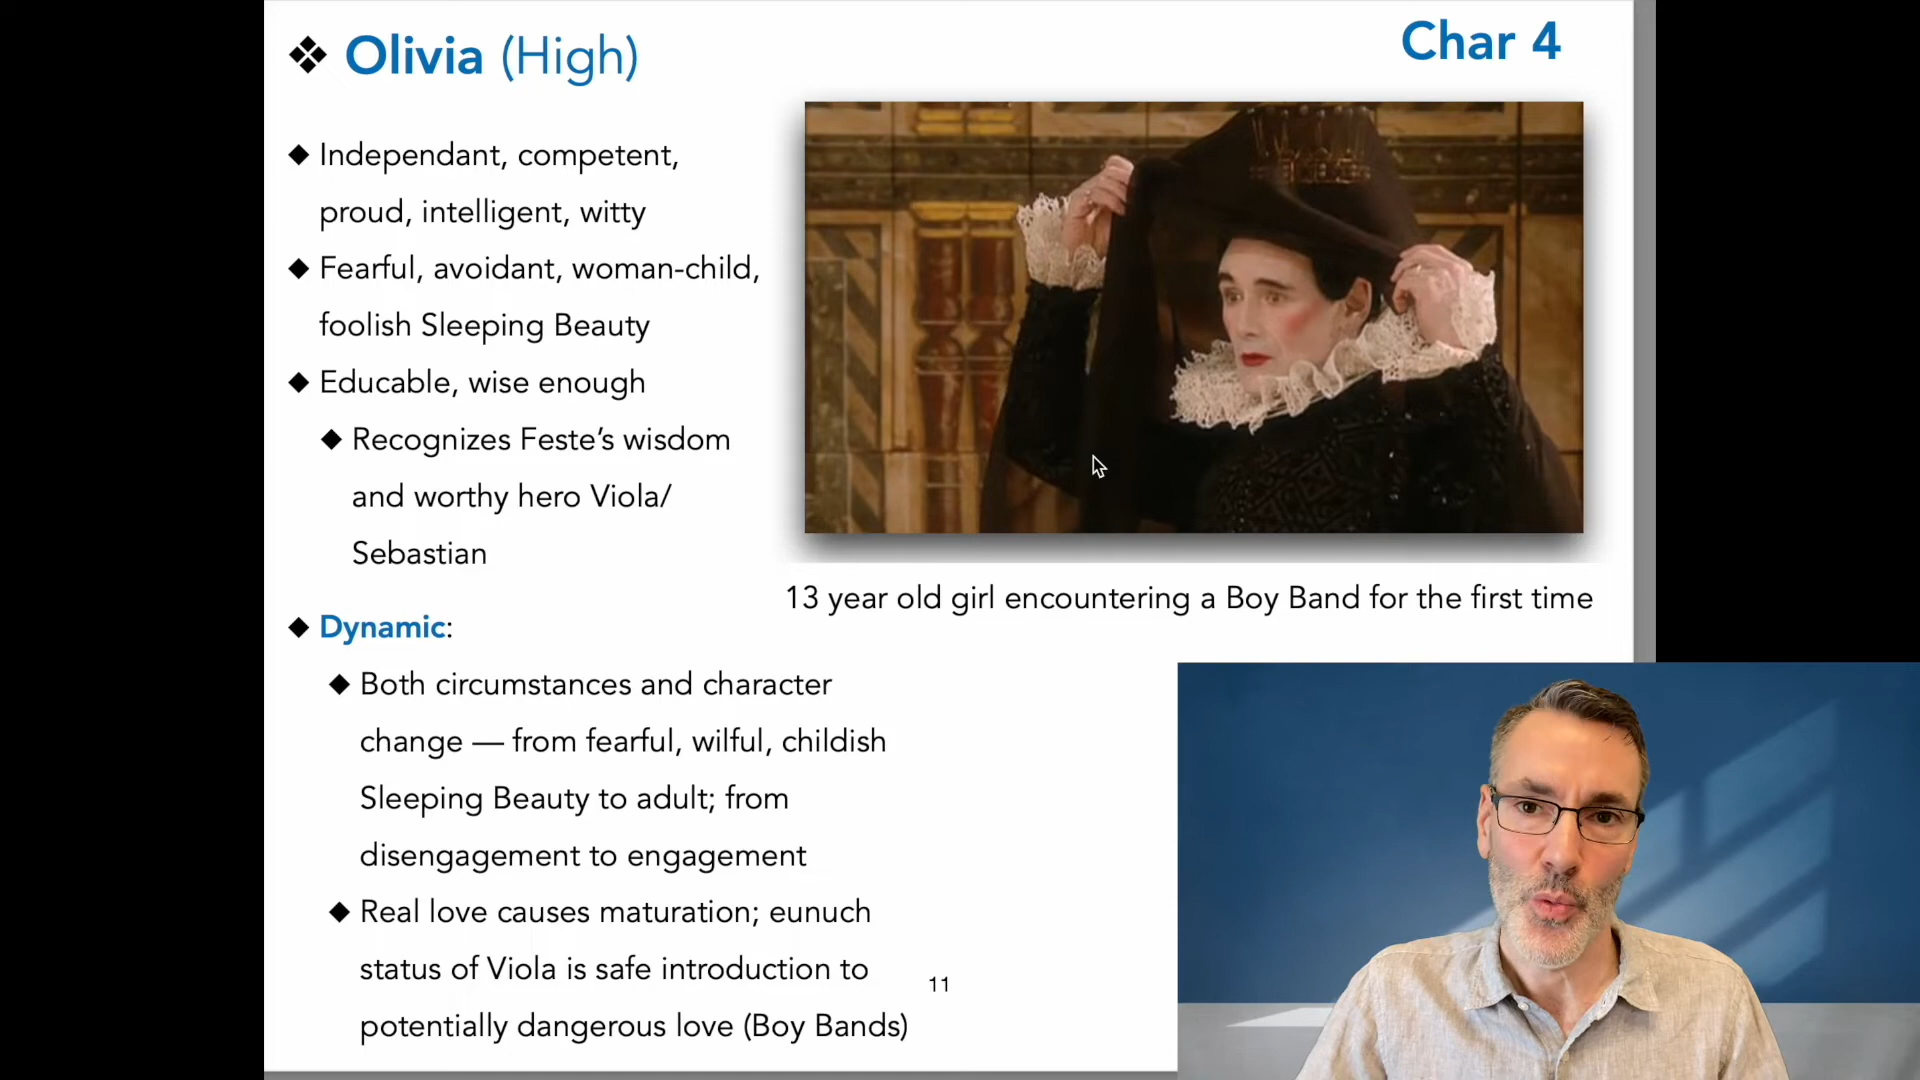 Olivia (High)
Char 4
Independant, competent,
proud, intelligent, witty
Fearful, avoidant, woman-child,
foolish Sleeping Beauty
Educable, wise enough
Recognizes Feste’s wisdom
and worthy hero Viola/
Sebastian
13 year old girl encountering a Boy Band for the first time
Dynamic:
Both circumstances and character
change — from fearful, wilful, childish
Sleeping Beauty to adult; from
disengagement to engagement
Real love causes maturation; eunuch
status of Viola is safe introduction to
potentially dangerous love (Boy Bands)
11